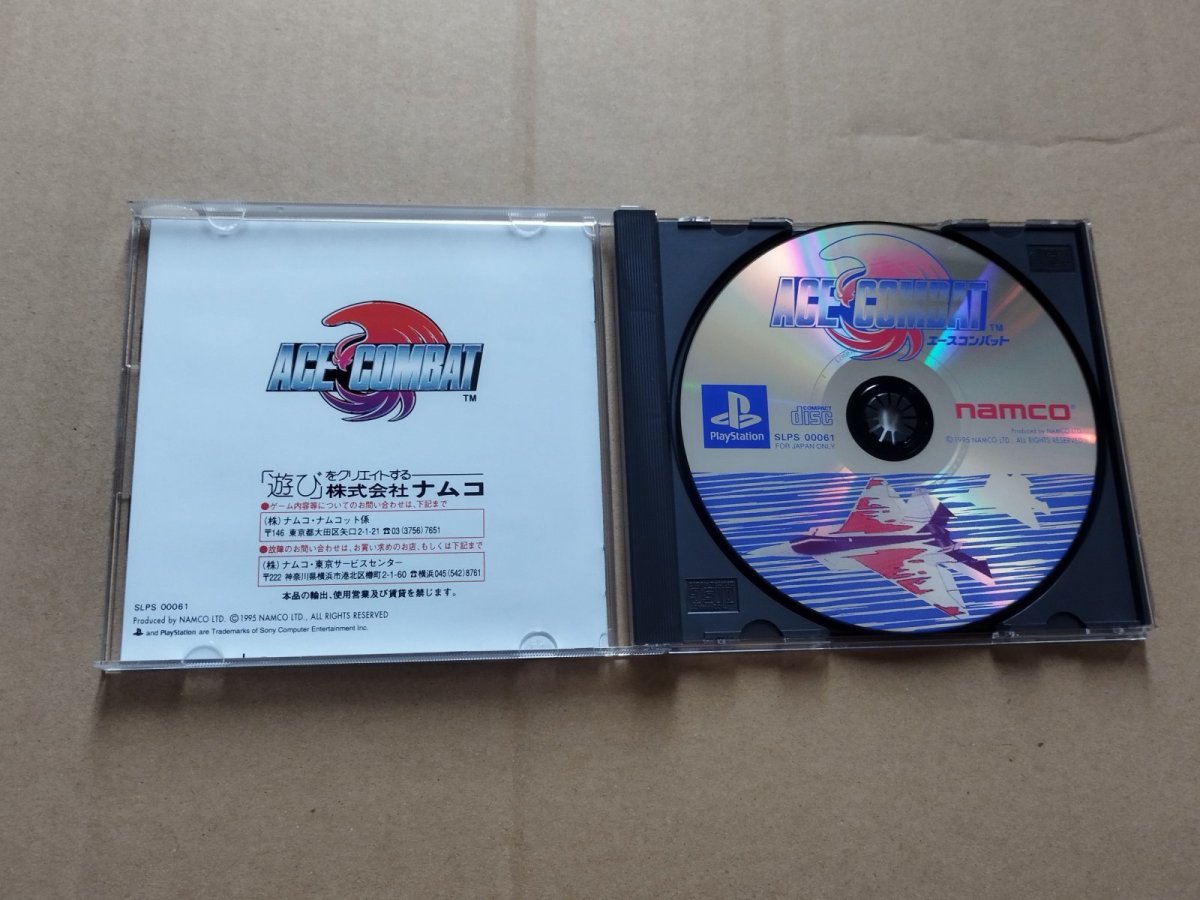 ACE COMBAT
TM
「遊び」をクリエイトする
株式会社 ナムコ
●ゲーム内容等についてのお問い合わせは、下記まで
(株)ナムコ・ナムコット係
〒146 東京都大田区矢口2-1-21 ☎03(3756)7651
●故障のお問い合わせは、お買い求めのお店、もしくは下記まで
(株)ナムコ・東京サービスセンター
〒222 神奈川県横浜市港北区樽町2-1-60 ☎横浜045(542)8761
本品の輸出、使用営業及び賃貸を禁じます。
SLPS 00061
Produced by NAMCO LTD. ©1995 NAMCO LTD., ALL RIGHTS RESERVED
and PlayStation are Trademarks of Sony Computer Entertainment Inc.
ACE COMBAT
TM
エースコンバット
PlayStation
COMPACT
disc
SLPS 00061
FOR JAPAN ONLY
namco®
Produced by NAMCO LTD.
©1995 NAMCO LTD., ALL RIGHTS RESERVED